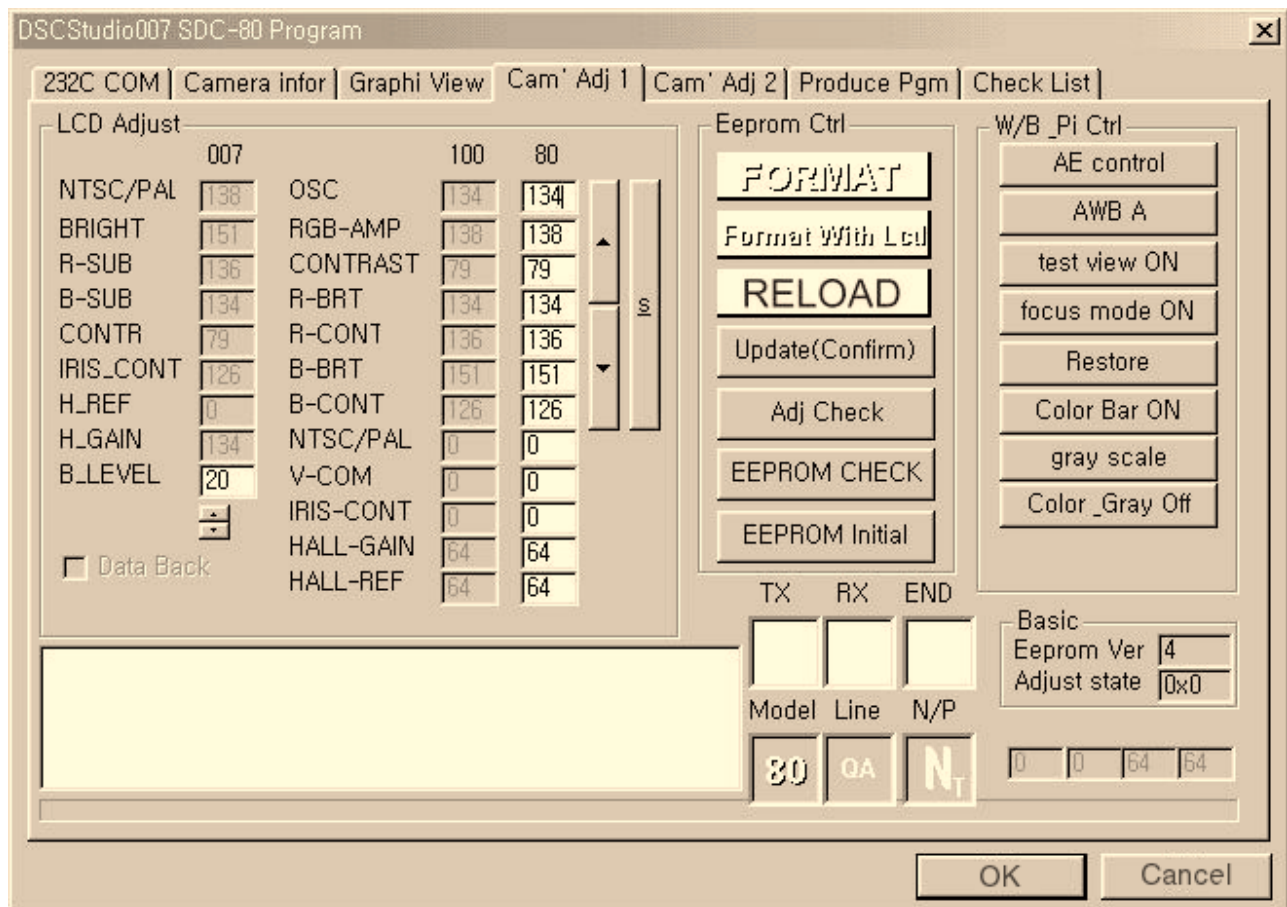 DSCStudio007 SDC-80 Program
232C COM Camera infor Graphi View Cam' Adj 1 Cam' Adj 2 Produce Pgm Check List
LCD Adjust
007 100 80
NTSC/PAL 138 OSC 134 134
BRIGHT 151 RGB-AMP 138 138
R-SUB 136 CONTRAST 79 79
B-SUB 134 R-BRT 134 134
CONTR 79 R-CONT 136 136
IRIS_CONT 126 B-BRT 151 151
H_REF 0 B-CONT 126 126
H_GAIN 134 NTSC/PAL 0 0
B_LEVEL 20 V-COM 0 0
IRIS-CONT 0 0
HALL-GAIN 64 64
HALL-REF 64 64
Data Back
s
Eeprom Ctrl
FORMAT
Format With Lcd
RELOAD
Update(Confirm)
Adj Check
EEPROM CHECK
EEPROM Initial
W/B _Pi Ctrl
AE control
AWB A
test view ON
focus mode ON
Restore
Color Bar ON
gray scale
Color _Gray Off
TX RX END
Model Line N/P
80 QA NT
Basic
Eeprom Ver 4
Adjust state 0x0
0 0 64 64
OK Cancel